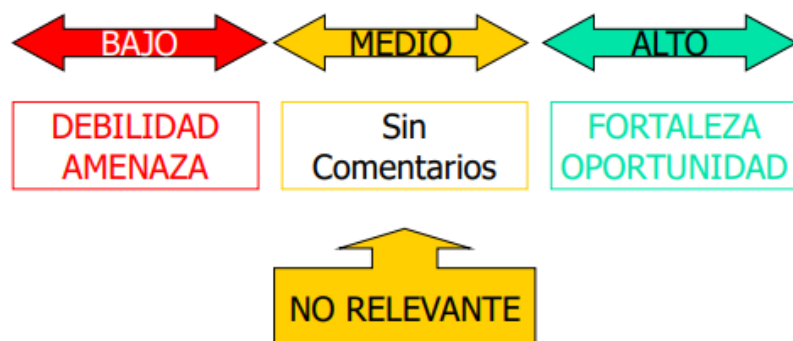 BAJO
MEDIO
ALTO
DEBILIDAD
AMENAZA
Sin
Comentarios
FORTALEZA
OPORTUNIDAD
NO RELEVANTE